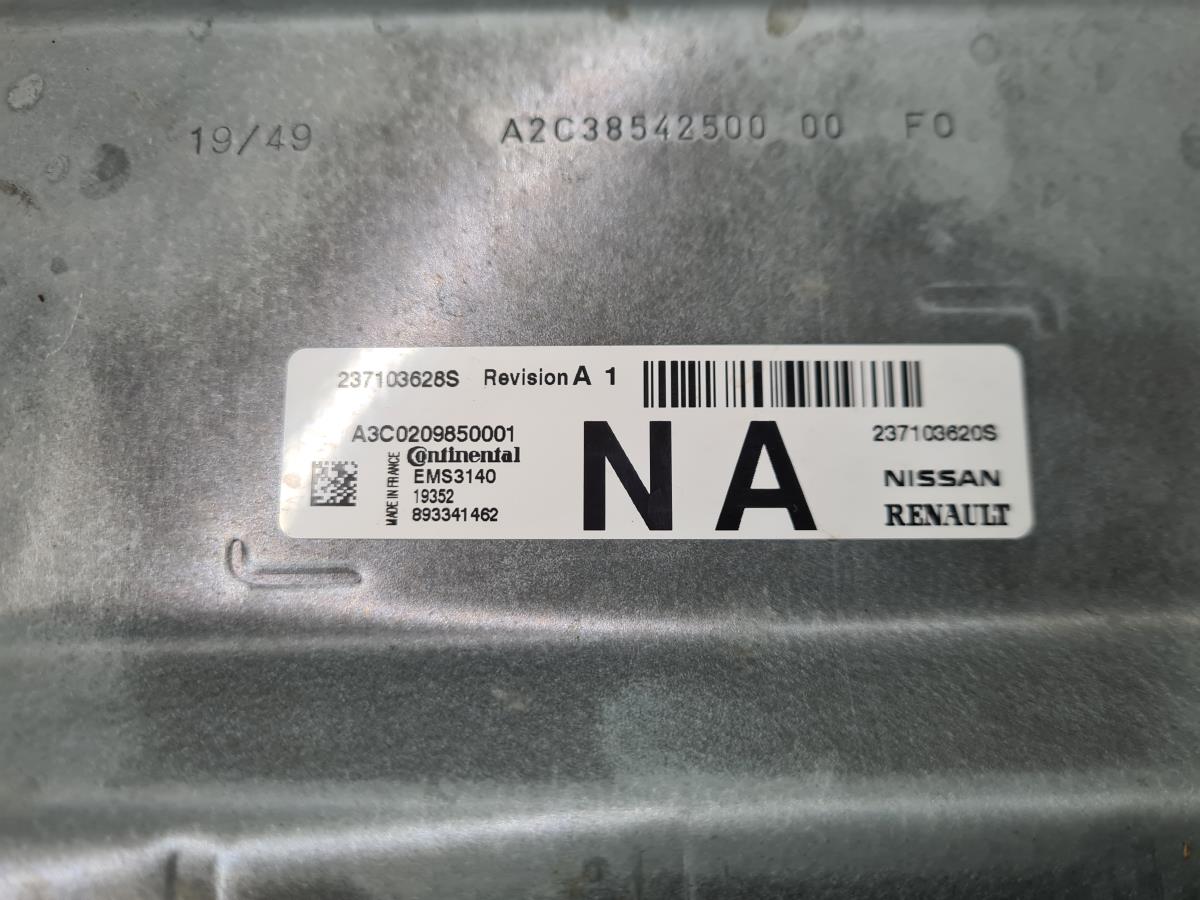 19/49 A2C38542500 00 F0
237103628S Revision A 1
A3C0209850001 237103620S
MADE IN FRANCE
Continental
EMS3140
19352
893341462
NA
NISSAN
RENAULT